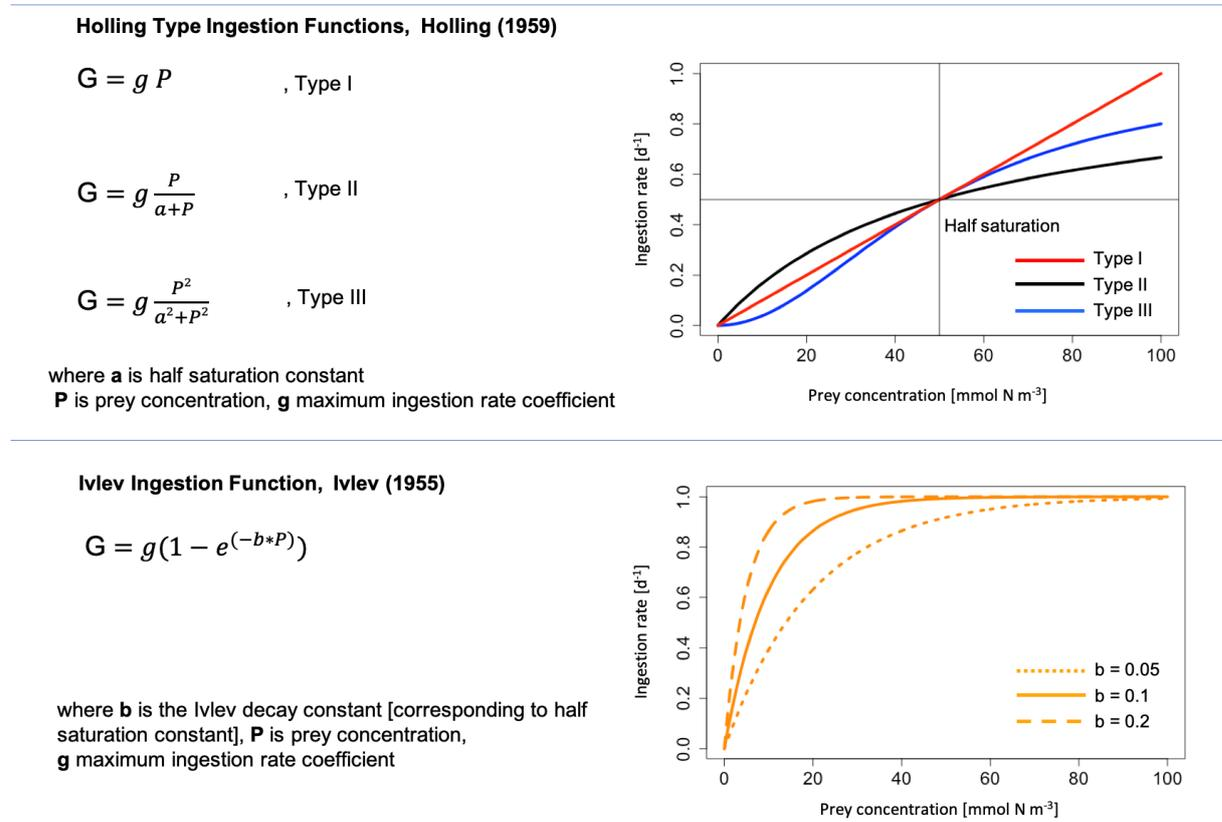 Holling Type Ingestion Functions, Holling (1959)
G = g P , Type I
G = g P/(a+P) , Type II
G = g P²/(a²+P²) , Type III
where a is half saturation constant
P is prey concentration, g maximum ingestion rate coefficient
Ingestion rate [d⁻¹]
0.0 0.2 0.4 0.6 0.8 1.0
Half saturation
Type I
Type II
Type III
0 20 40 60 80 100
Prey concentration [mmol N m⁻³]
Ivlev Ingestion Function, Ivlev (1955)
G = g(1 − e^(−b∗P))
where b is the Ivlev decay constant [corresponding to half
saturation constant], P is prey concentration,
g maximum ingestion rate coefficient
Ingestion rate [d⁻¹]
0.0 0.2 0.4 0.6 0.8 1.0
b = 0.05
b = 0.1
b = 0.2
0 20 40 60 80 100
Prey concentration [mmol N m⁻³]